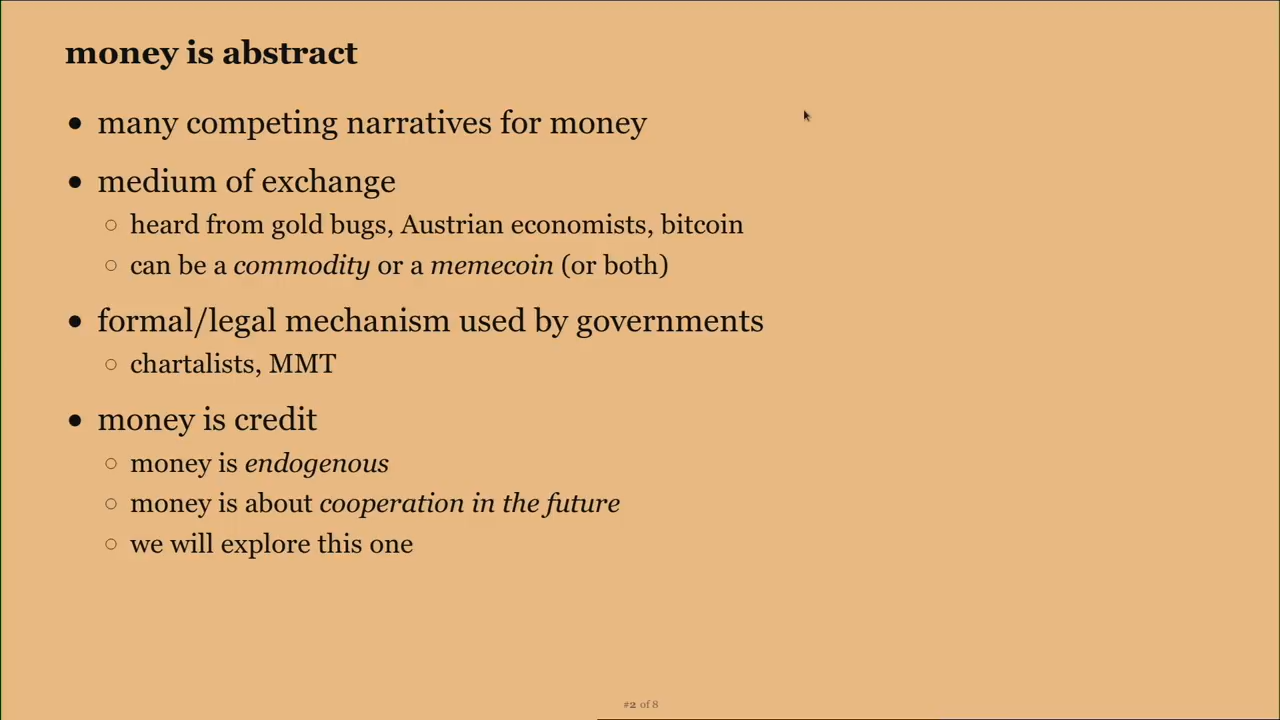 money is abstract
• many competing narratives for money
• medium of exchange
○ heard from gold bugs, Austrian economists, bitcoin
○ can be a commodity or a memecoin (or both)
• formal/legal mechanism used by governments
○ chartalists, MMT
• money is credit
○ money is endogenous
○ money is about cooperation in the future
○ we will explore this one
#2 of 8